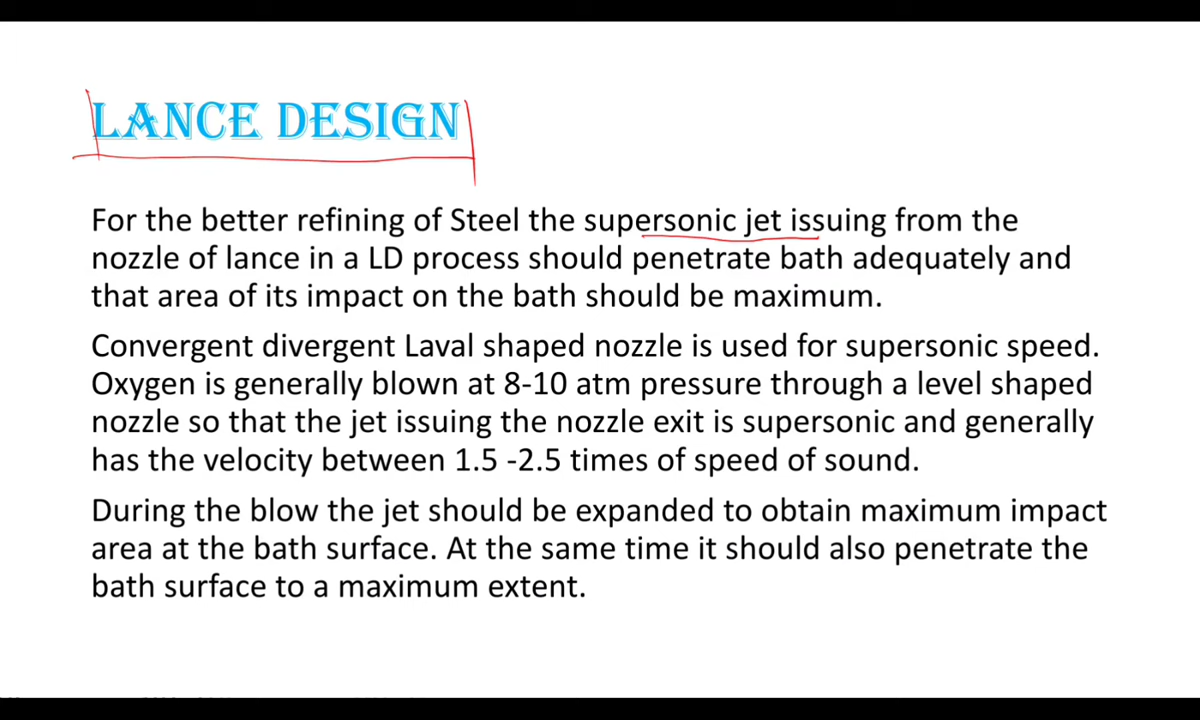 LANCE DESIGN
For the better refining of Steel the supersonic jet issuing from the
nozzle of lance in a LD process should penetrate bath adequately and
that area of its impact on the bath should be maximum.
Convergent divergent Laval shaped nozzle is used for supersonic speed.
Oxygen is generally blown at 8-10 atm pressure through a level shaped
nozzle so that the jet issuing the nozzle exit is supersonic and generally
has the velocity between 1.5 -2.5 times of speed of sound.
During the blow the jet should be expanded to obtain maximum impact
area at the bath surface. At the same time it should also penetrate the
bath surface to a maximum extent.